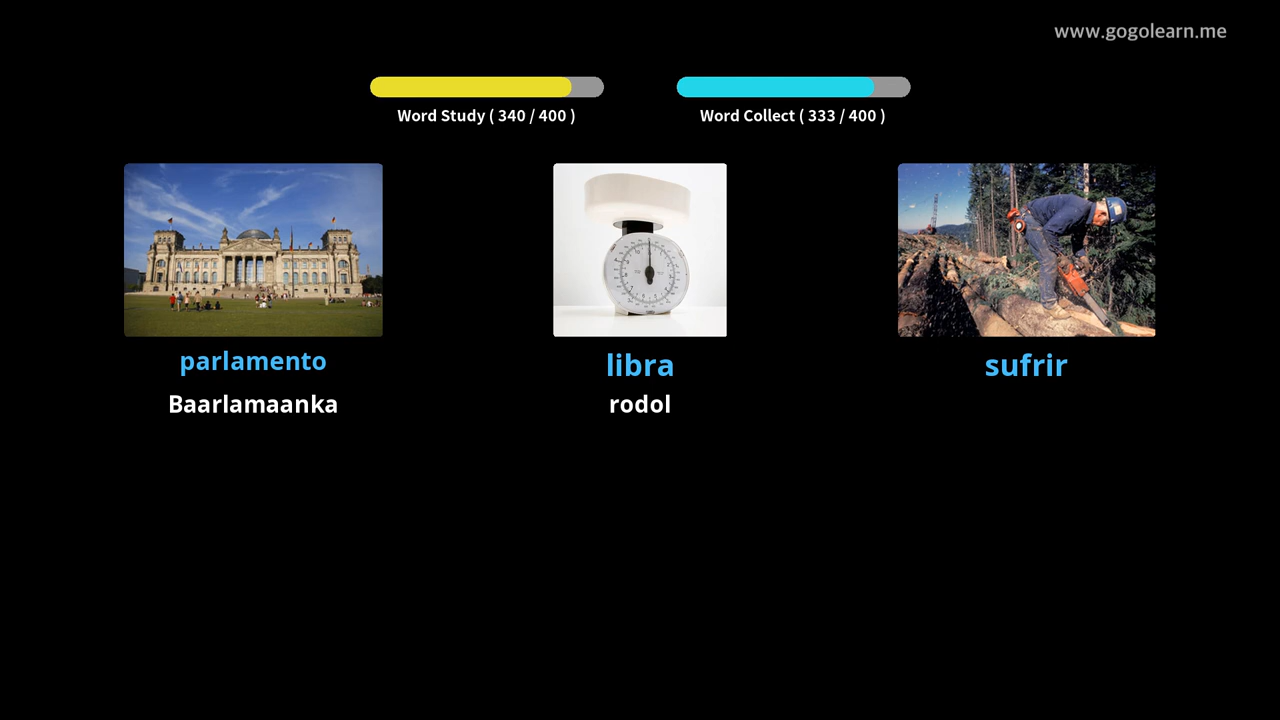 www.gogolearn.me
Word Study ( 340 / 400 )
Word Collect ( 333 / 400 )
parlamento
Baarlamaanka
libra
rodol
sufrir